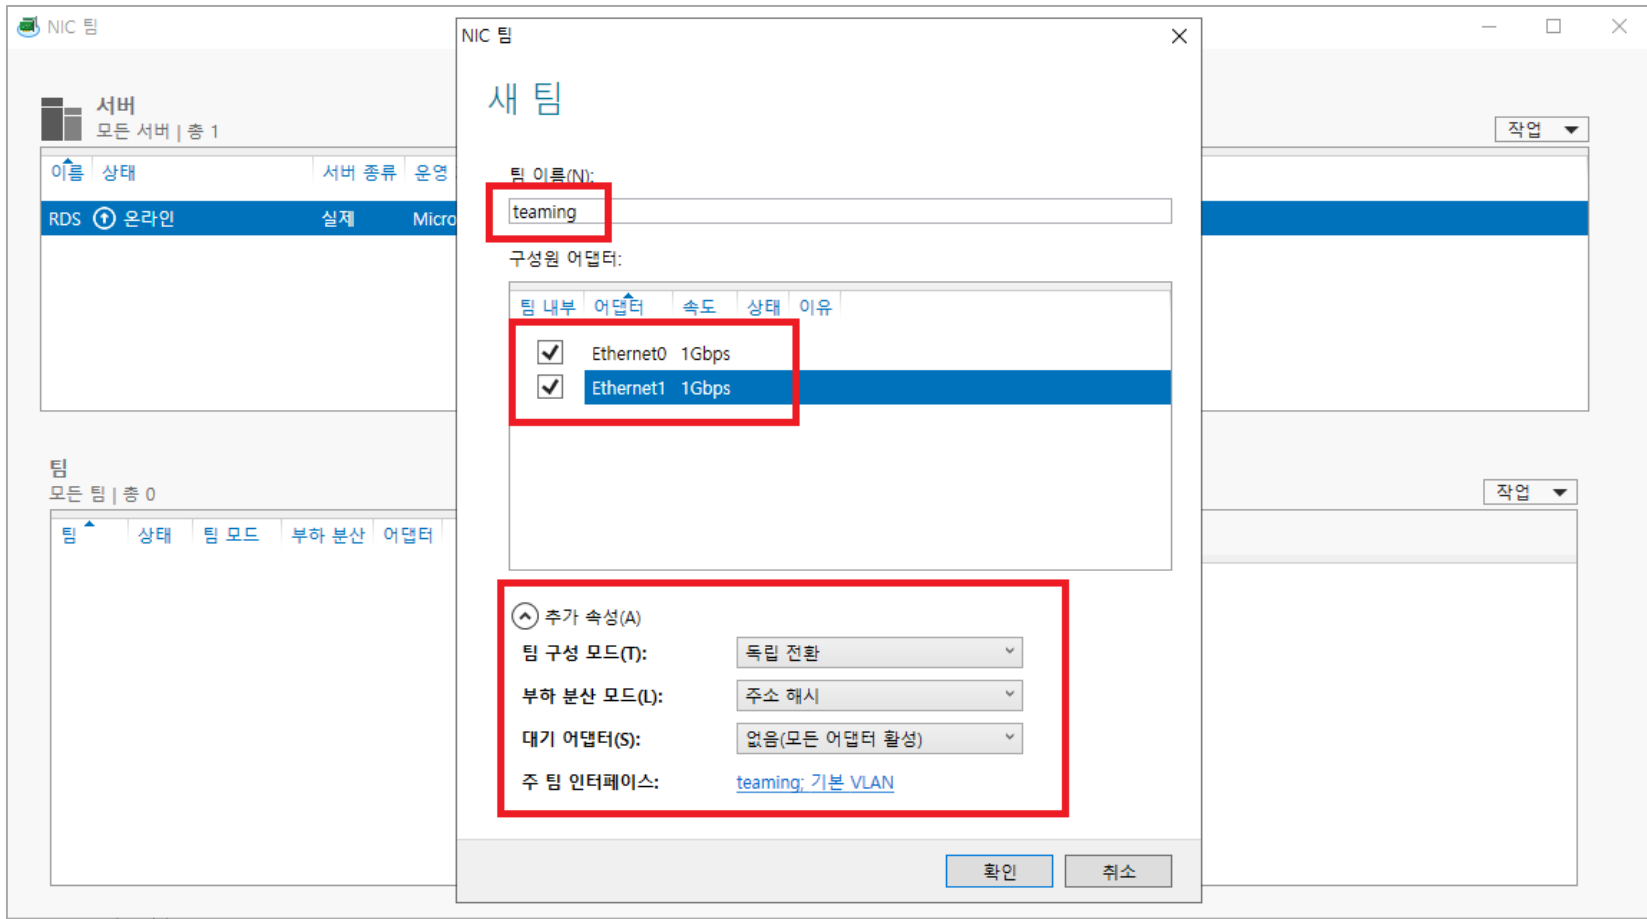 NIC 팀
서버
모든 서버 | 총 1
작업
이름 상태 서버 종류 운영
RDS 온라인 실제 Micro
팀
모든 팀 | 총 0
작업
팀 상태 팀 모드 부하 분산 어댑터
NIC 팀
새 팀
팀 이름(N):
teaming
구성원 어댑터:
팀 내부 어댑터 속도 상태 이유
Ethernet0 1Gbps
Ethernet1 1Gbps
추가 속성(A)
팀 구성 모드(T): 독립 전환
부하 분산 모드(L): 주소 해시
대기 어댑터(S): 없음(모든 어댑터 활성)
주 팀 인터페이스: teaming; 기본 VLAN
확인 취소